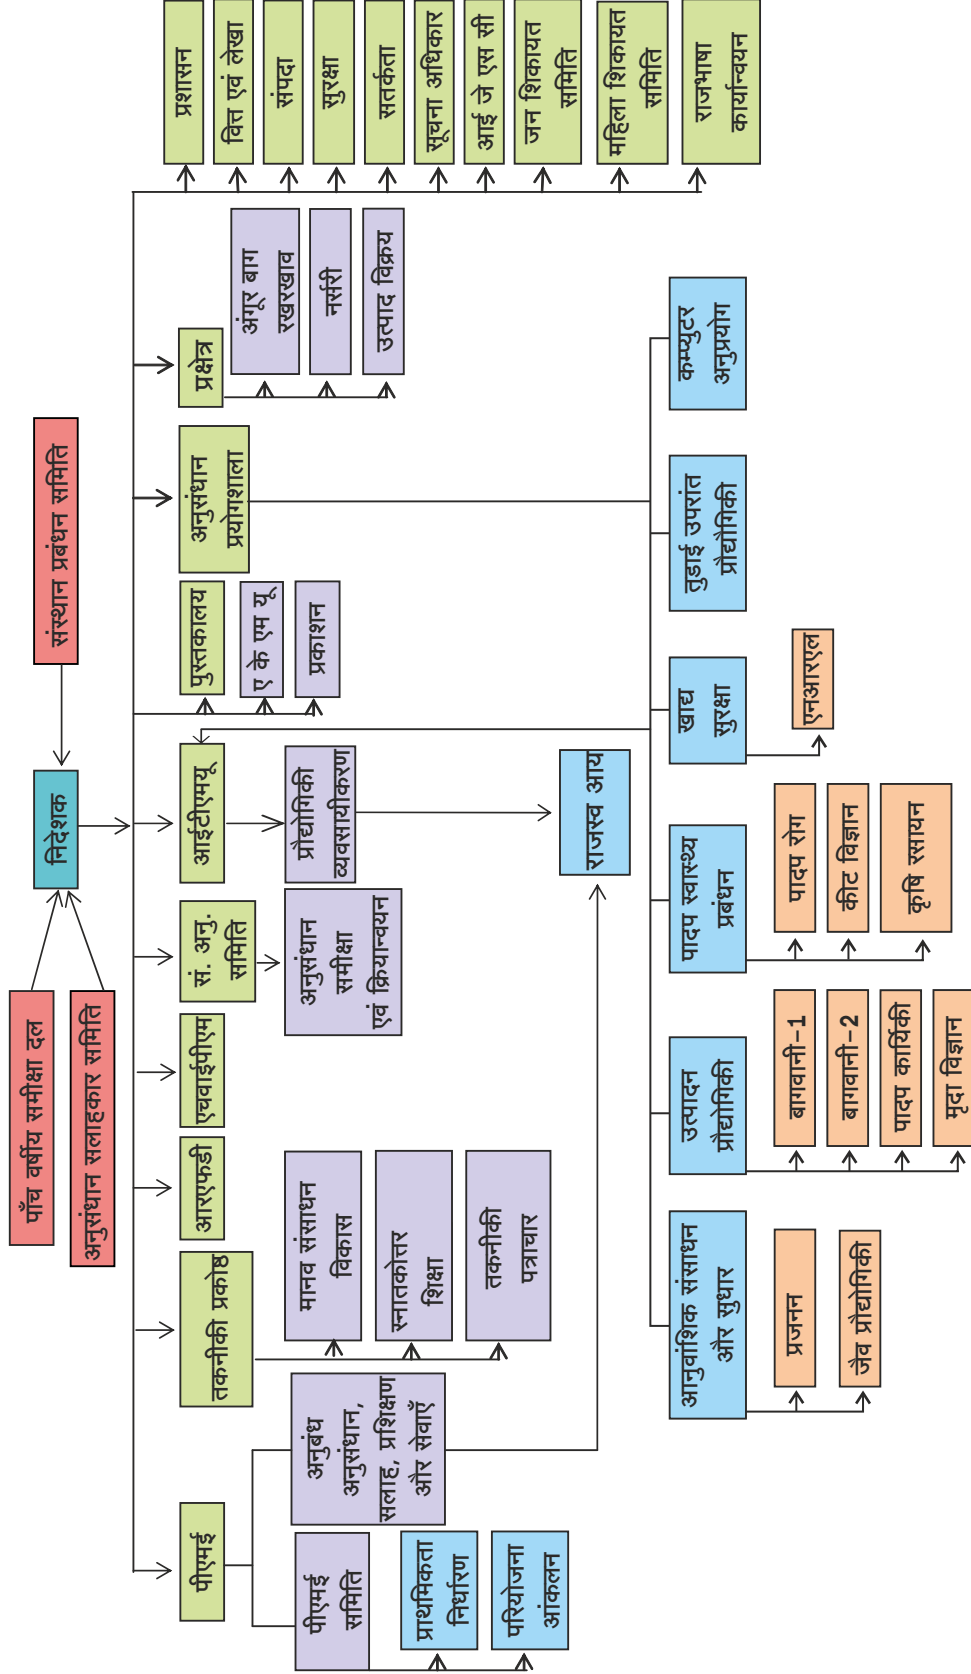 पाँच वर्षीय समीक्षा दल
अनुसंधान सलाहकार समिति
निदेशक
संस्थान प्रबंधन समिति
पीएमई
तकनीकी प्रकोष्ठ
आरएफडी
एचवाईपीएम
सं. अनु.
समिति
आईटीएमयू
पुस्तकालय
ए के एम यू
प्रकाशन
अनुसंधान
प्रयोगशाला
प्रक्षेत्र
अंगूर बाग
रखरखाव
नर्सरी
उत्पाद विक्रय
प्रशासन
वित्त एवं लेखा
संपदा
सुरक्षा
सतर्कता
सूचना अधिकार
आई जे एस सी
जन शिकायत
समिति
महिला शिकायत
समिति
राजभाषा
कार्यान्वयन
पीएमई
समिति
प्राथमिकता
निर्धारण
परियोजना
आंकलन
अनुबंध
अनुसंधान,
सलाह, प्रशिक्षण
और सेवाएँ
मानव संसाधन
विकास
स्नातकोत्तर
शिक्षा
तकनीकी
पत्राचार
अनुसंधान
समीक्षा
एवं क्रियान्वयन
प्रौद्योगिकी
व्यवसायीकरण
राजस्व आय
आनुवांशिक संसाधन
और सुधार
प्रजनन
जैव प्रौद्योगिकी
उत्पादन
प्रौद्योगिकी
बागवानी-1
बागवानी-2
पादप कार्यिकी
मृदा विज्ञान
पादप स्वास्थ्य
प्रबंधन
पादप रोग
कीट विज्ञान
कृषि रसायन
खाद्य
सुरक्षा
एनआरएल
तुडाई उपरांत
प्रौद्योगिकी
कम्प्युटर
अनुप्रयोग